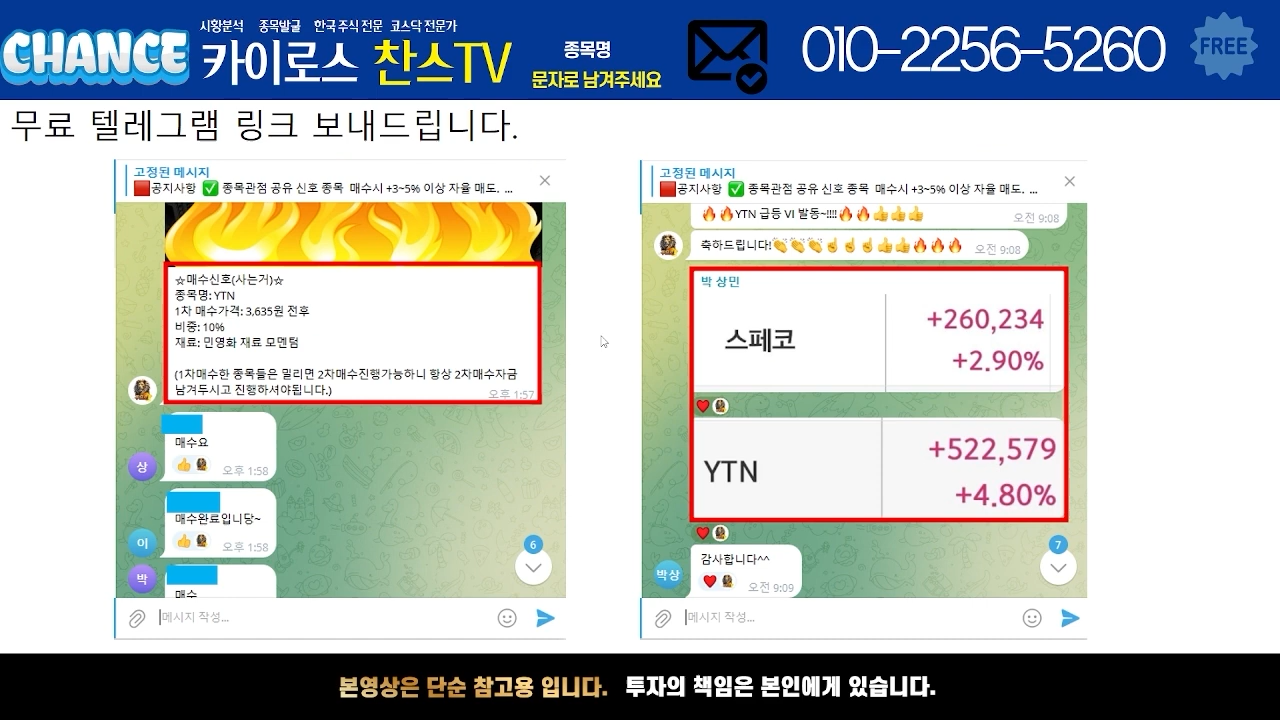 CHANCE
시황분석 종목발굴 한국 주식 전문 코스닥 전문가
카이로스 찬스TV
종목명
문자로 남겨주세요
010-2256-5260
FREE
무료 텔레그램 링크 보내드립니다.
고정된 메시지
🟥공지사항 ✅ 종목관점 공유 신호 종목 매수시 +3~5% 이상 자율 매도. ...
☆매수신호(사는거)☆
종목명: YTN
1차 매수가격: 3,635원 전후
비중: 10%
재료: 민영화 재료 모멘텀
(1차매수한 종목들은 밀리면 2차매수진행가능하니 항상 2차매수자금
남겨두시고 진행하셔야됩니다.)
오후 1:57
매수요
상
오후 1:58
매수완료입니당~
이
오후 1:58
박
매수
6
메시지 작성...
고정된 메시지
🟥공지사항 ✅ 종목관점 공유 신호 종목 매수시 +3~5% 이상 자율 매도. ...
🔥🔥YTN 급등 VI 발동~!!!!🔥🔥👍👍👍 오전 9:08
축하드립니다!👏👏👏☝☝☝👍👍🔥🔥🔥 오전 9:08
박 상민
스페코
+260,234
+2.90%
YTN
+522,579
+4.80%
감사합니다^^
박상
오전 9:09
7
메시지 작성...
본영상은 단순 참고용 입니다. 투자의 책임은 본인에게 있습니다.